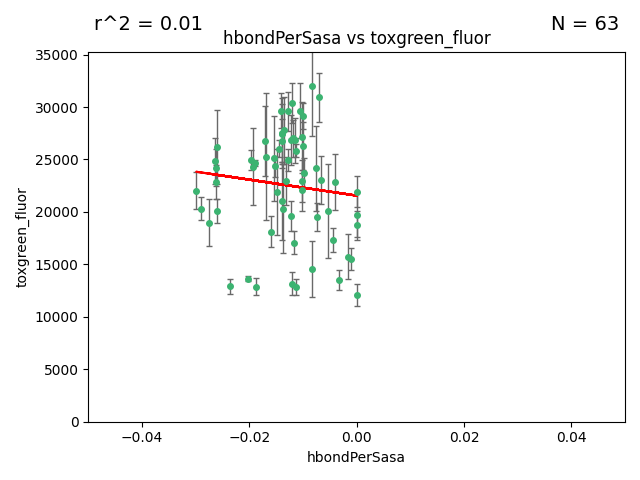 r^2 = 0.01
N = 63
hbondPerSasa vs toxgreen_fluor
35000
30000
25000
20000
15000
10000
5000
0
toxgreen_fluor
−0.04
−0.02
0.00
0.02
0.04
hbondPerSasa